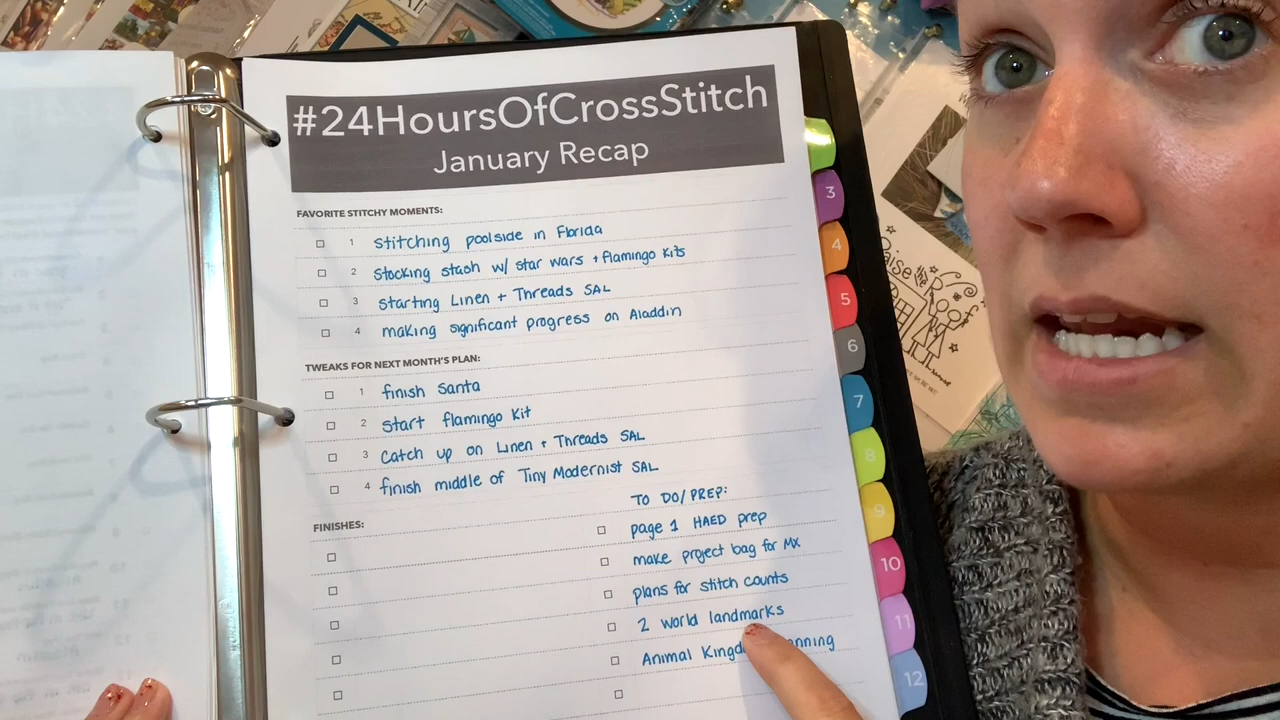 #24HoursOfCrossStitch
January Recap
FAVORITE STITCHY MOMENTS:
1 stitching poolside in Florida
2 stocking stash w/ star wars + flamingo kits
3 starting Linen + Threads SAL
4 making significant progress on Aladdin
TWEAKS FOR NEXT MONTH'S PLAN:
1 finish Santa
2 start flamingo kit
3 catch up on Linen + Threads SAL
4 finish middle of Tiny Modernist SAL
FINISHES:
TO DO/PREP:
page 1 HAED prep
make project bag for MX
plans for stitch counts
2 world landmarks
Animal
3
4
5
6
7
8
9
10
11
12